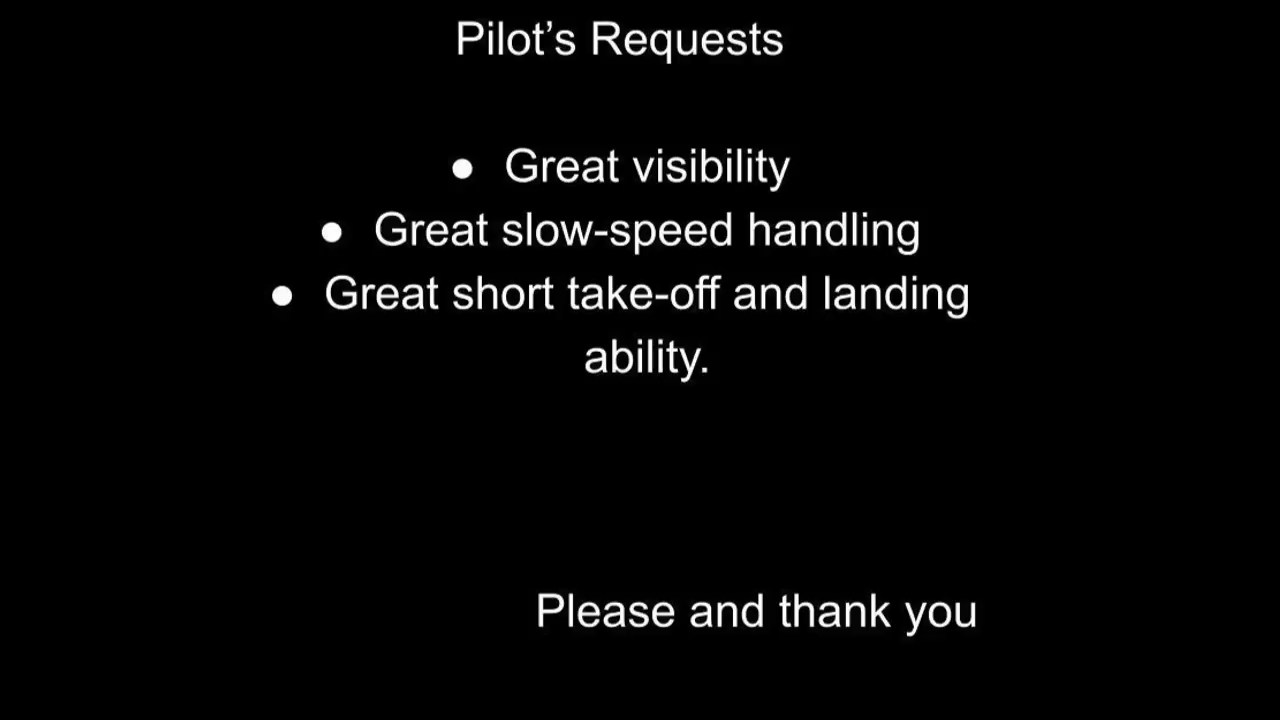 Pilot’s Requests
● Great visibility
● Great slow-speed handling
● Great short take-off and landing
ability.
Please and thank you